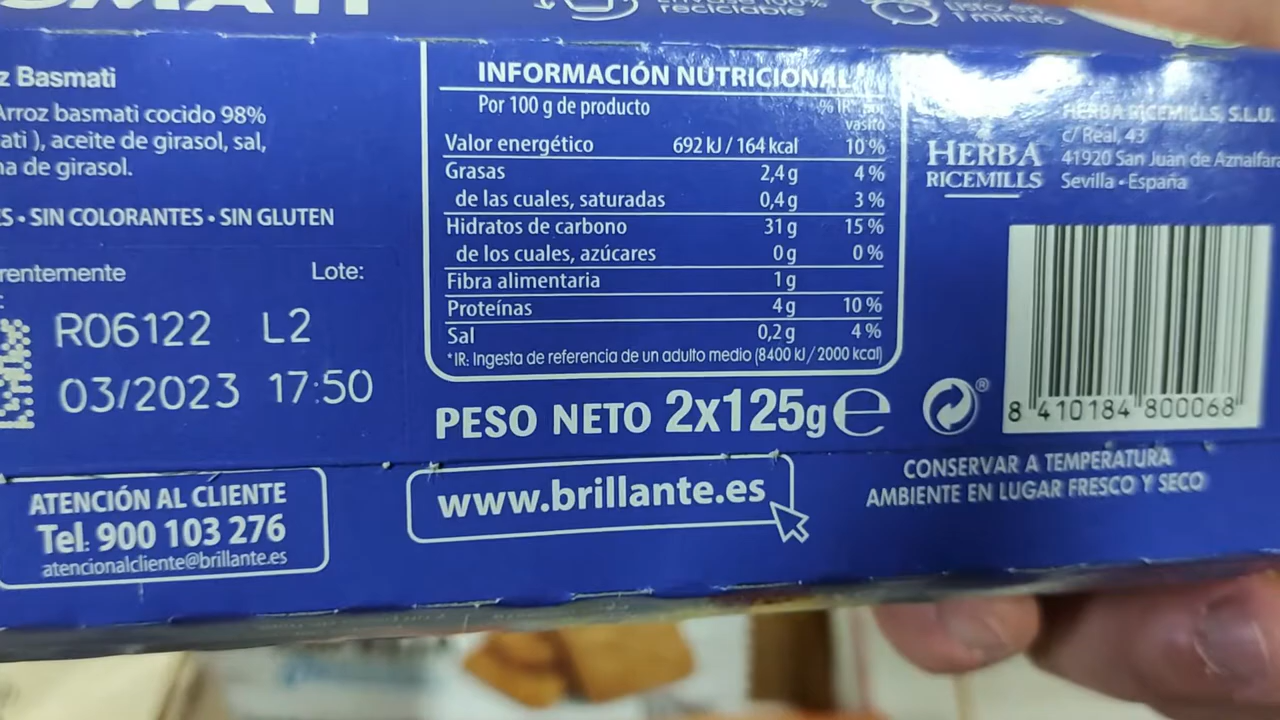 reciclable
1 minuto
z Basmati
Arroz basmati cocido 98%
ati ), aceite de girasol, sal,
na de girasol.
ES • SIN COLORANTES • SIN GLUTEN
rentemente
Lote:
R06122 L2
03/2023 17:50
ATENCIÓN AL CLIENTE
Tel: 900 103 276
atencionalcliente@brillante.es
INFORMACIÓN NUTRICIONAL
Por 100 g de producto % IR* por vasito
Valor energético 692 kJ / 164 kcal 10 %
Grasas 2,4 g 4 %
de las cuales, saturadas 0,4 g 3 %
Hidratos de carbono 31 g 15 %
de los cuales, azúcares 0 g 0 %
Fibra alimentaria 1 g
Proteínas 4 g 10 %
Sal 0,2 g 4 %
*IR: Ingesta de referencia de un adulto medio (8400 kJ / 2000 kcal)
PESO NETO 2x125g e
www.brillante.es
HERBA
RICEMILLS
HERBA RICEMILLS, S.L.U.
c/ Real, 43
41920 San Juan de Aznalfara
Sevilla - España
8 410184 800068
CONSERVAR A TEMPERATURA
AMBIENTE EN LUGAR FRESCO Y SECO